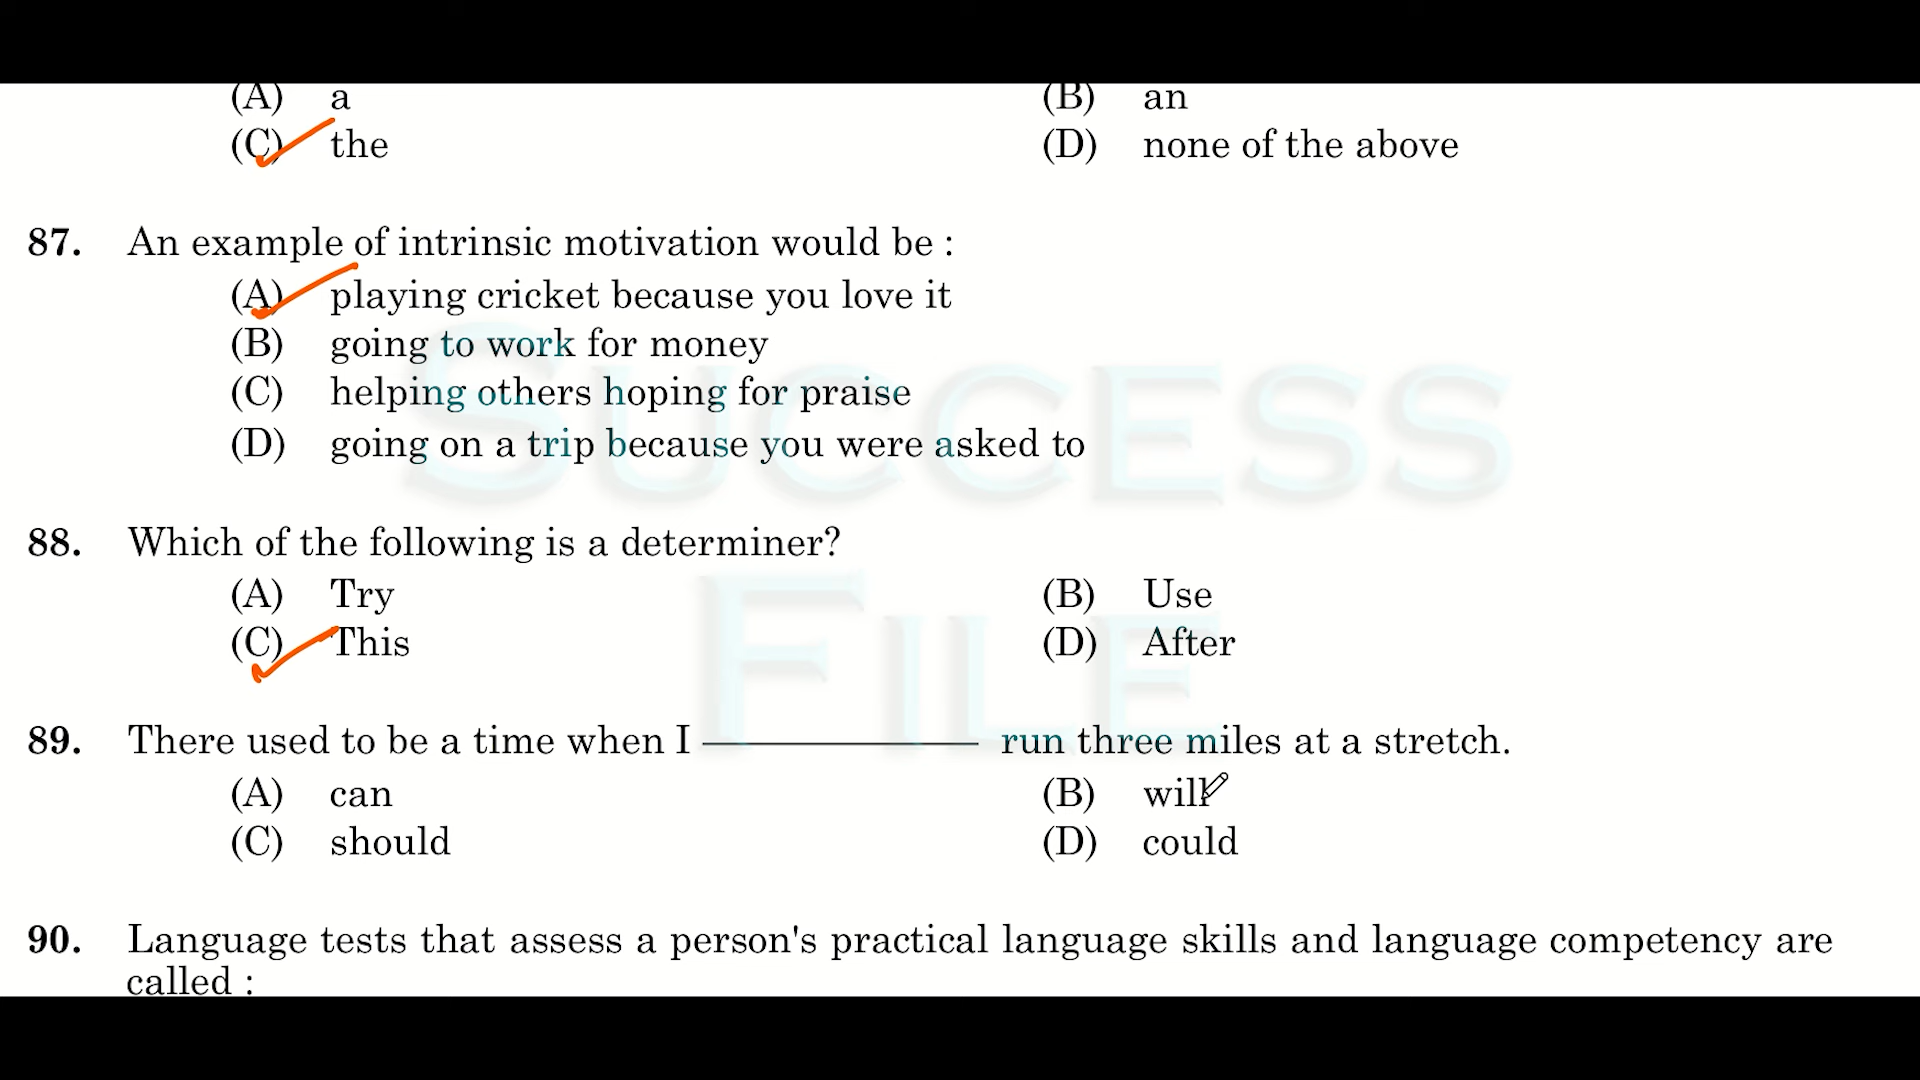 (A) a (B) an
(C) the (D) none of the above
87. An example of intrinsic motivation would be :
(A) playing cricket because you love it
(B) going to work for money
(C) helping others hoping for praise
(D) going on a trip because you were asked to
88. Which of the following is a determiner?
(A) Try (B) Use
(C) This (D) After
89. There used to be a time when I ———— run three miles at a stretch.
(A) can (B) will
(C) should (D) could
90. Language tests that assess a person's practical language skills and language competency are
called :
SUCCESS
FILE